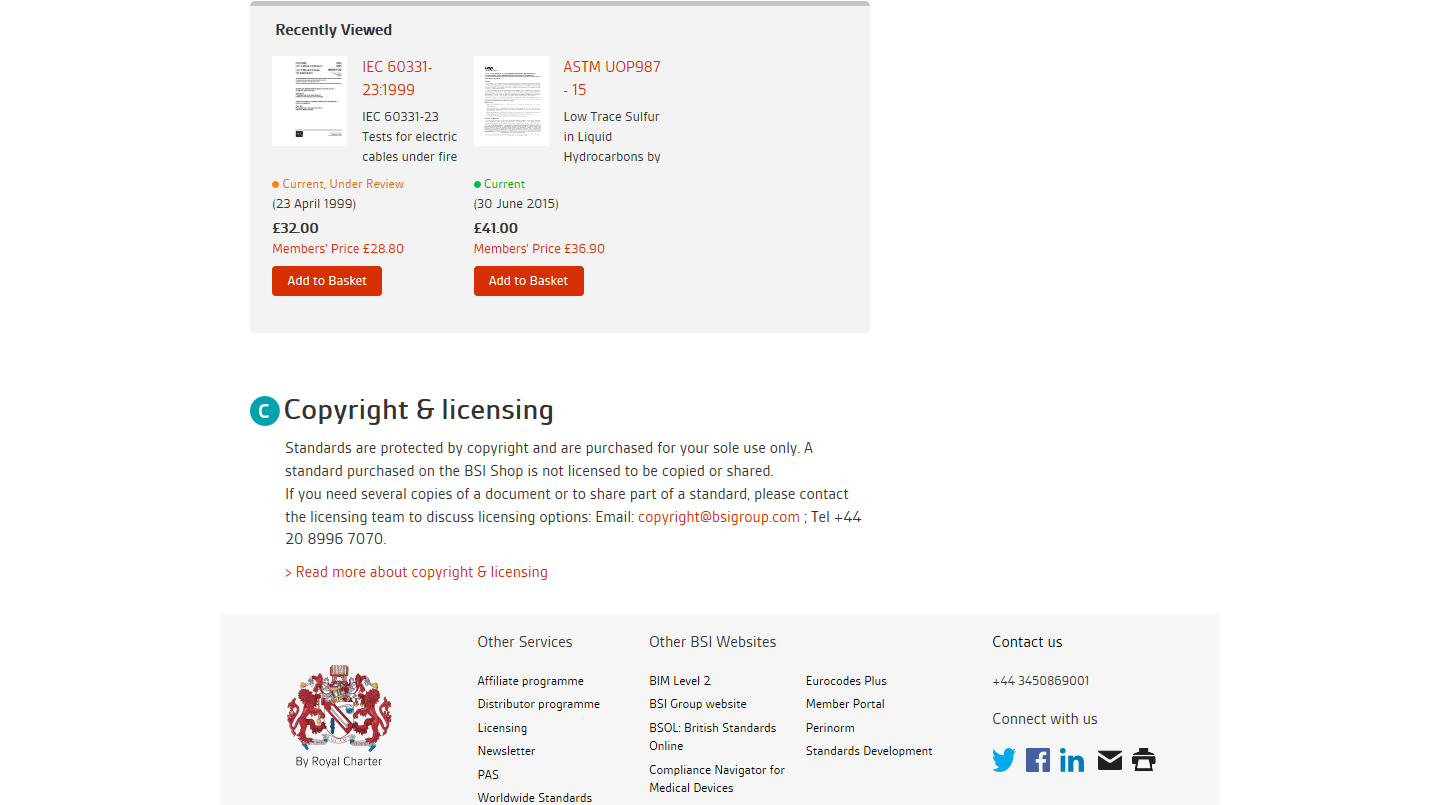 Recently Viewed
IEC 60331-
23:1999
IEC 60331-23
Tests for electric
cables under fire
Current, Under Review
(23 April 1999)
£32.00
Members' Price £28.80
Add to Basket
ASTM UOP987
- 15
Low Trace Sulfur
in Liquid
Hydrocarbons by
Current
(30 June 2015)
£41.00
Members' Price £36.90
Add to Basket
C Copyright & licensing
Standards are protected by copyright and are purchased for your sole use only. A
standard purchased on the BSI Shop is not licensed to be copied or shared.
If you need several copies of a document or to share part of a standard, please contact
the licensing team to discuss licensing options: Email: copyright@bsigroup.com ; Tel +44
20 8996 7070.
> Read more about copyright & licensing
By Royal Charter
Other Services
Affiliate programme
Distributor programme
Licensing
Newsletter
PAS
Worldwide Standards
Other BSI Websites
BIM Level 2
BSI Group website
BSOL: British Standards
Online
Compliance Navigator for
Medical Devices
Eurocodes Plus
Member Portal
Perinorm
Standards Development
Contact us
+44 3450869001
Connect with us